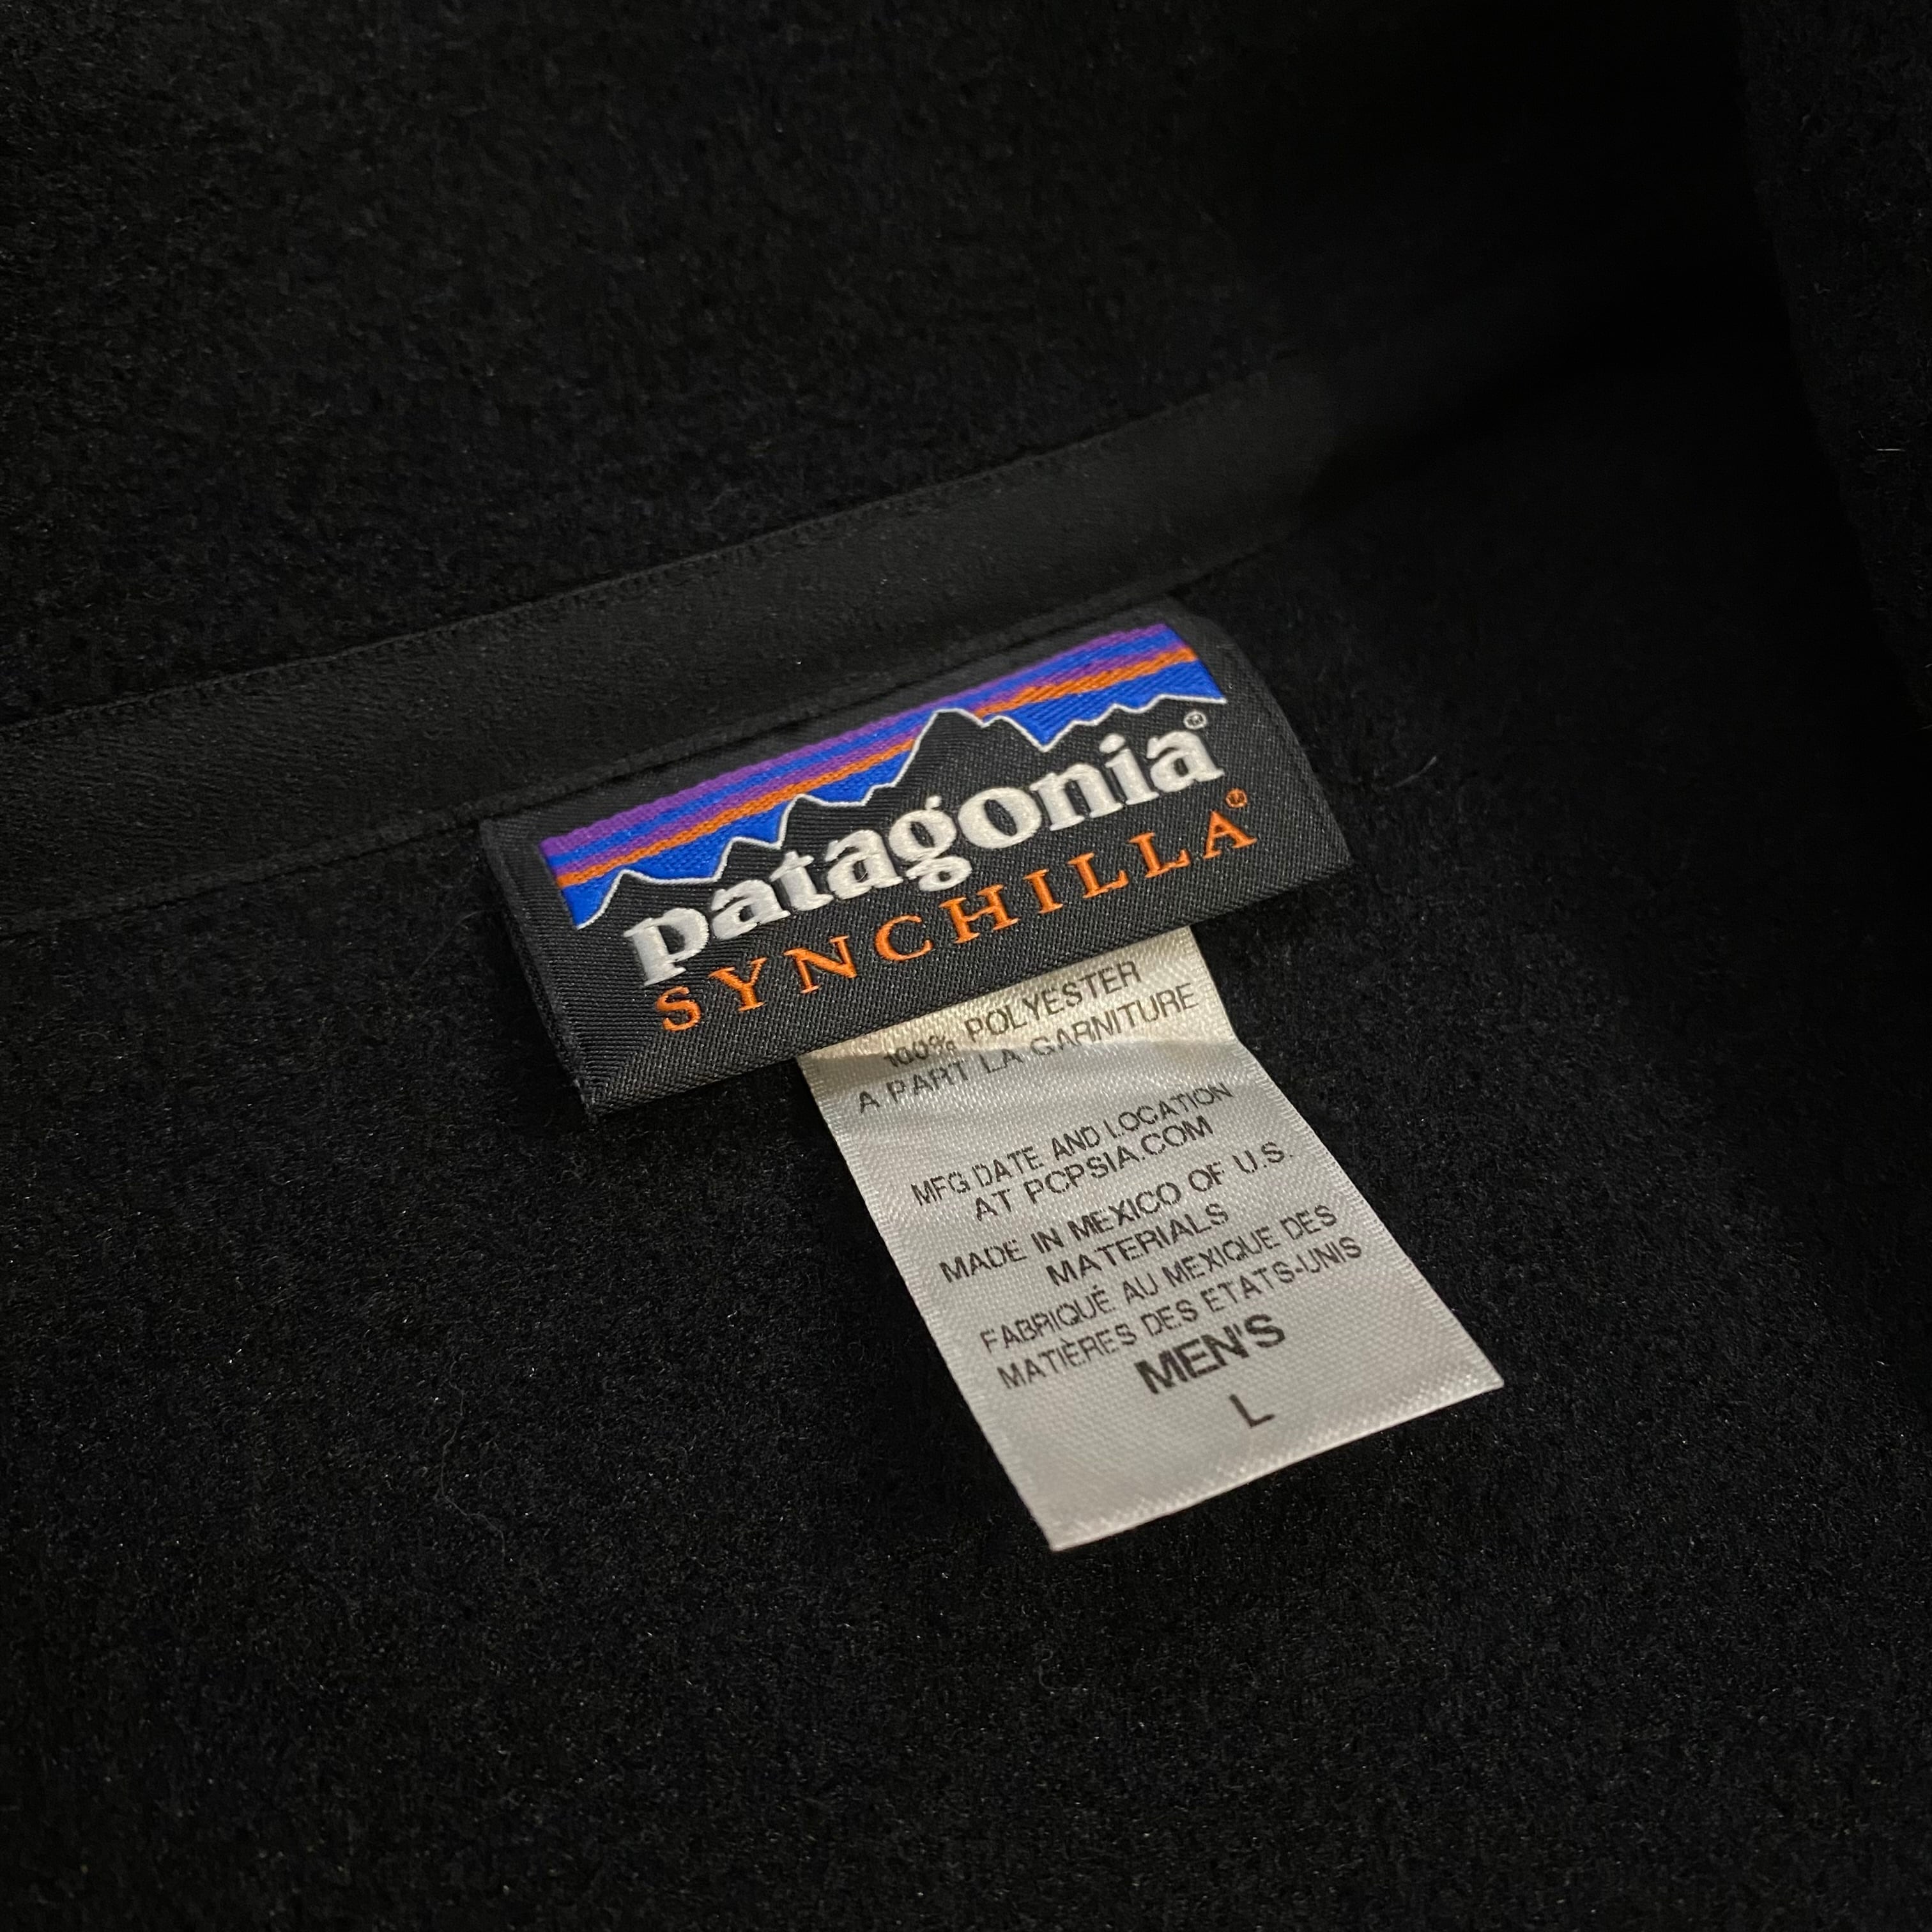 patagonia®
SYNCHILLA®
100% POLYESTER
A PART LA GARNITURE
MFG DATE AND LOCATION
AT PCPSIA.COM
MADE IN MEXICO OF U.S.
MATERIALS
FABRIQUÉ AU MEXIQUE DES
MATIÈRES DES ETATS-UNIS
MEN'S
L